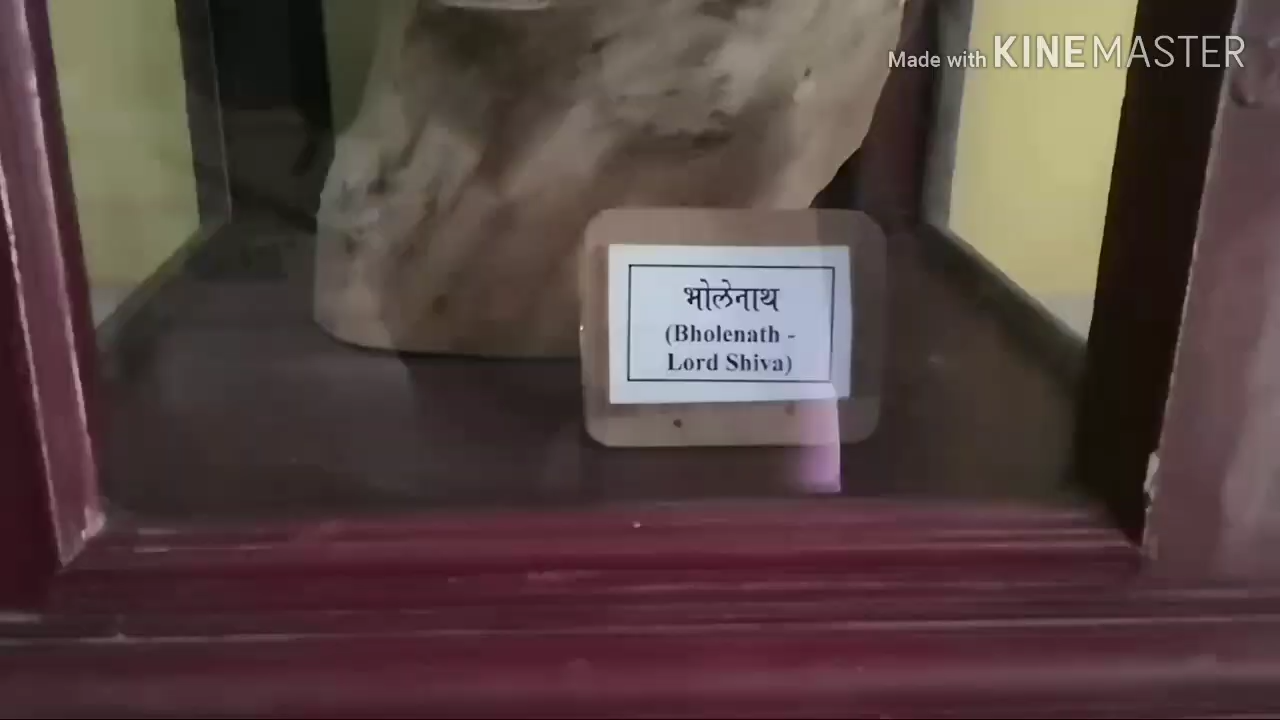 Made with KINEMASTER
भोलेनाथ
(Bholenath -
Lord Shiva)